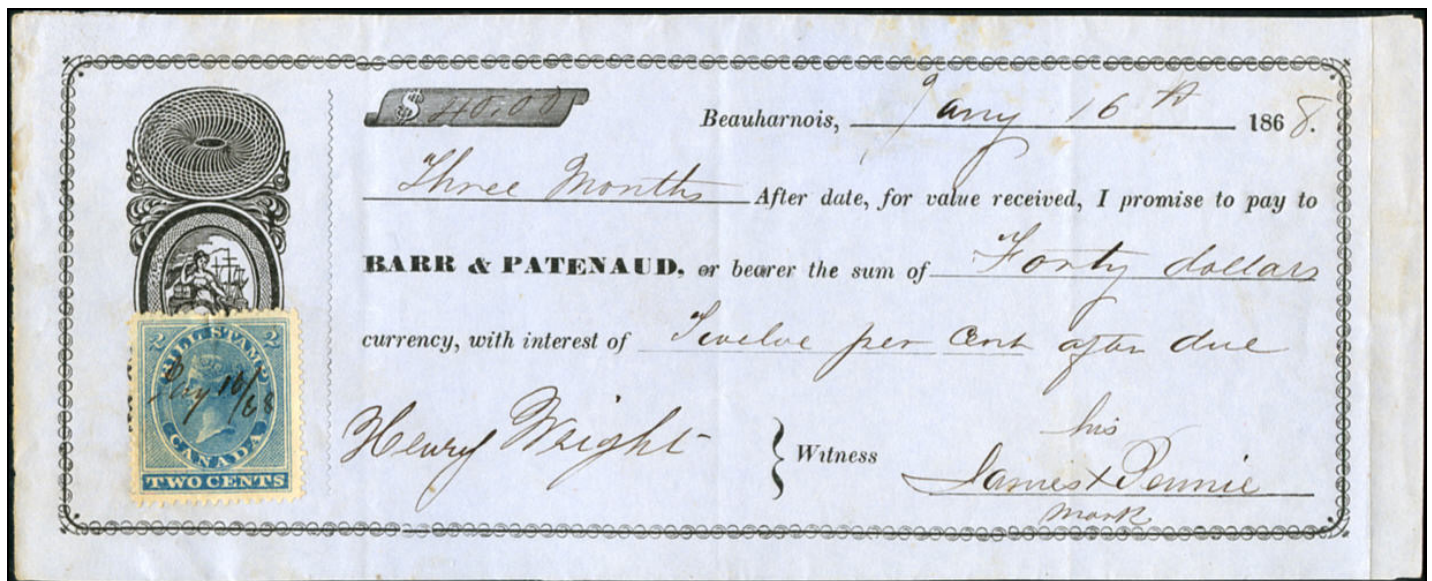 $ 40.00
Beauharnois, Jany 16th 1868.
Three Months After date, for value received, I promise to pay to
BARR & PATENAUD, or bearer the sum of Forty dollars
currency, with interest of Twelve per Cent after due
Henry Wright } Witness
his
James X Pennie
mark
2 BILL STAMP 2
16/68
CANADA
TWO CENTS